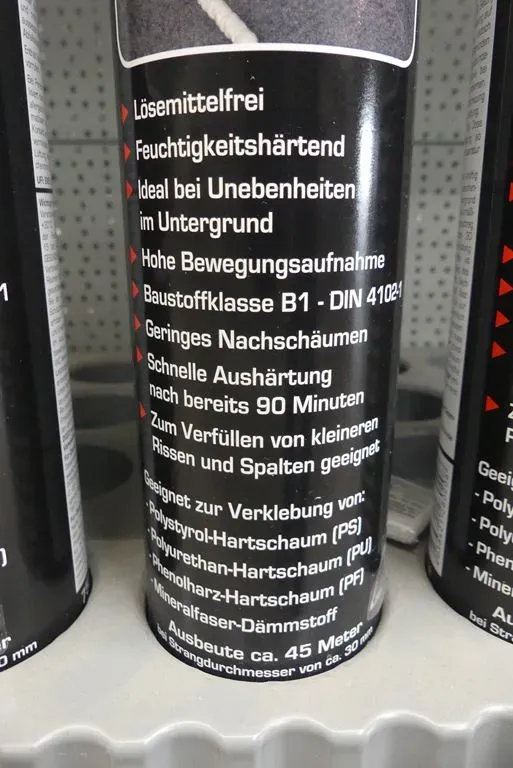 Lösemittelfrei
Feuchtigkeitshärtend
Ideal bei Unebenheiten
im Untergrund
Hohe Bewegungsaufnahme
Baustoffklasse B1 - DIN 4102-1
Geringes Nachschäumen
Schnelle Aushärtung
nach bereits 90 Minuten
Zum Verfüllen von kleineren
Rissen und Spalten geeignet
Geeignet zur Verklebung von:
-Polystyrol-Hartschaum (PS)
-Polyurethan-Hartschaum (PU)
-Phenolharz-Hartschaum (PF)
-Mineralfaser-Dämmstoff
Ausbeute ca. 45 Meter
bei Strangdurchmesser von ca. 30 mm